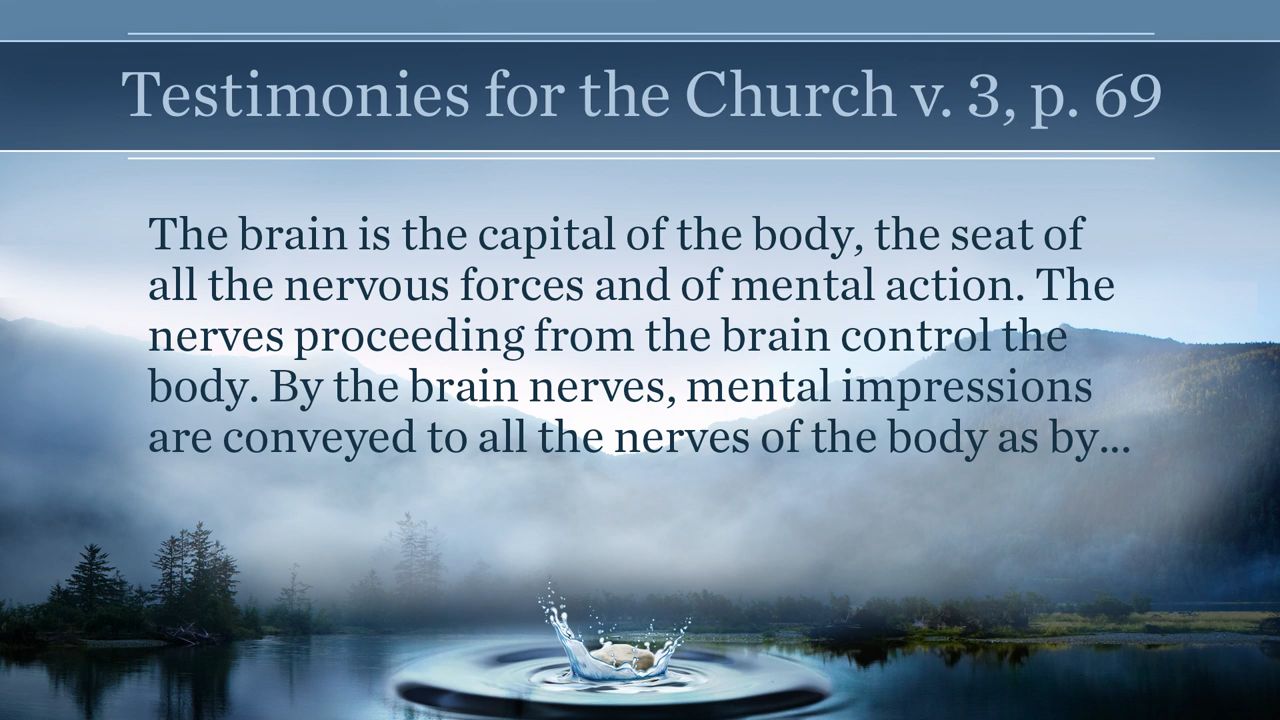 Testimonies for the Church v. 3, p. 69
The brain is the capital of the body, the seat of
all the nervous forces and of mental action. The
nerves proceeding from the brain control the
body. By the brain nerves, mental impressions
are conveyed to all the nerves of the body as by...